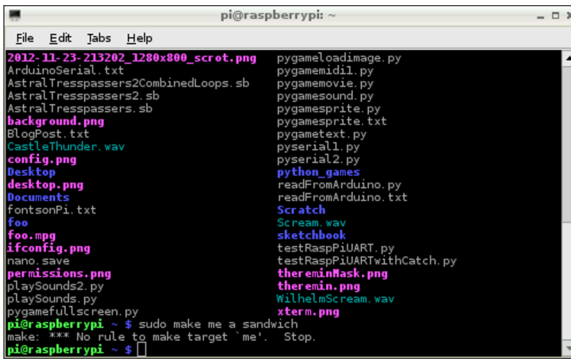 pi@raspberrypi: ~
File Edit Tabs Help
2012-11-23-213202_1280x800_scrot.png pygameloadimage.py
ArduinoSerial.txt pygamemidi1.py
AstralTresspassers2CombinedLoops.sb pygamemovie.py
AstralTresspassers2.sb pygamesound.py
AstralTresspassers.sb pygamesprite.py
background.png pygamesprite.txt
BlogPost.txt pygametext.py
CastleThunder.wav pyserial1.py
config.png pyserial2.py
Desktop python_games
desktop.png readFromArduino.py
Documents readFromArduino.txt
fontsonPi.txt Scratch
foo Scream.wav
foo.mpg sketchbook
ifconfig.png testRaspPiUART.py
nano.save testRaspPiUARTwithCatch.py
permissions.png thereminMask.png
playSounds2.py theremin.png
playSounds.py WilhelmScream.wav
pygamefullscreen.py xterm.png
pi@raspberrypi ~ $ sudo make me a sandwich
make: *** No rule to make target `me'.  Stop.
pi@raspberrypi ~ $